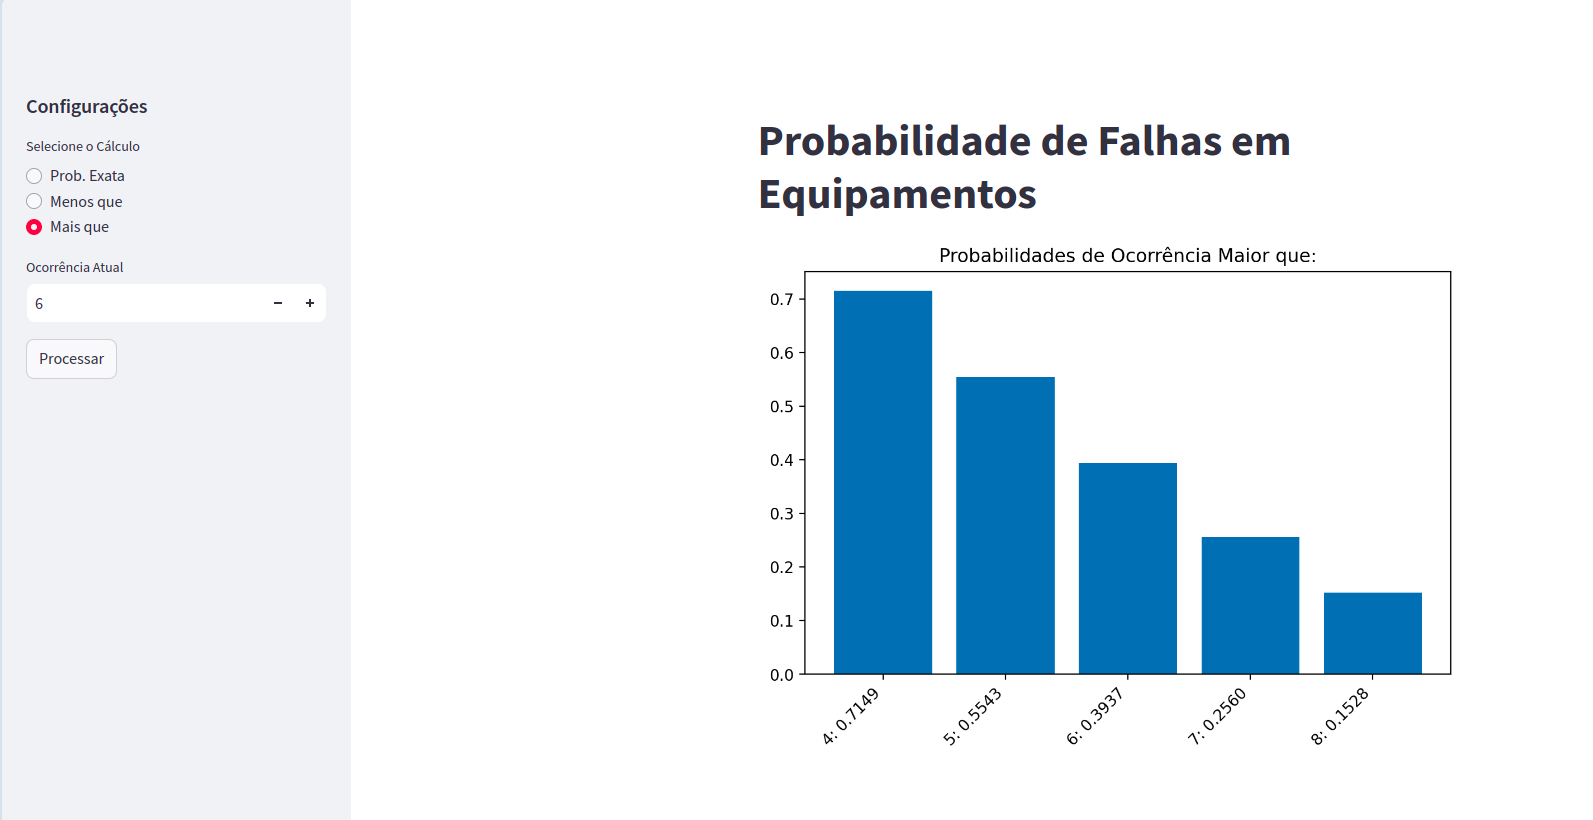 Configurações
Selecione o Cálculo
Prob. Exata
Menos que
Mais que
Ocorrência Atual
6
Processar
Probabilidade de Falhas em
Equipamentos
Probabilidades de Ocorrência Maior que:
0.7
0.6
0.5
0.4
0.3
0.2
0.1
0.0
4: 0.7149
5: 0.5543
6: 0.3937
7: 0.2560
8: 0.1528